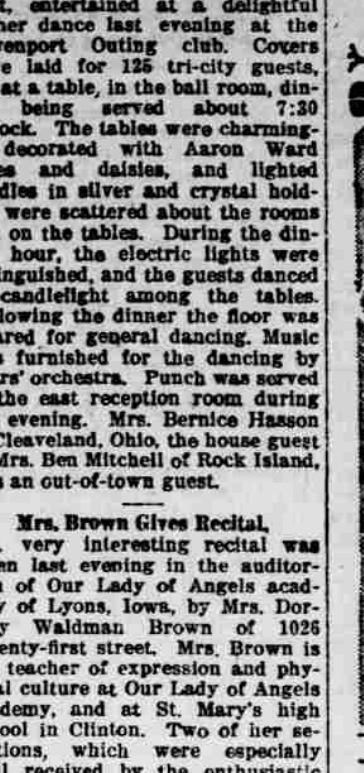 t, entertained at a delightful
ner dance last evening at the
venport Outing club. Covers
e laid for 125 tri-city guests,
at a table, in the ball room, din-
being served about 7:30
ock. The tables were charming-
decorated with Aaron Ward
es and daisies, and lighted
dles in silver and crystal hold-
were scattered about the rooms
on the tables. During the din-
hour, the electric lights were
inguished, and the guests danced
candlelight among the tables.
lowing the dinner the floor was
ared for general dancing. Music
s furnished for the dancing by
rs' orchestra. Punch was served
the east reception room during
evening. Mrs. Bernice Hasson
Cleaveland, Ohio, the house guest
Mrs. Ben Mitchell of Rock Island,
s an out-of-town guest.
Mrs. Brown Gives Recital.
very interesting recital was
en last evening in the auditor-
of Our Lady of Angels acad-
y of Lyons, Iowa, by Mrs. Dor-
y Waldman Brown of 1026
enty-first street. Mrs. Brown is
teacher of expression and phy-
al culture at Our Lady of Angels
demy, and at St. Mary's high
ool in Clinton. Two of her se-
tions, which were especially
l received by the enthusiastic